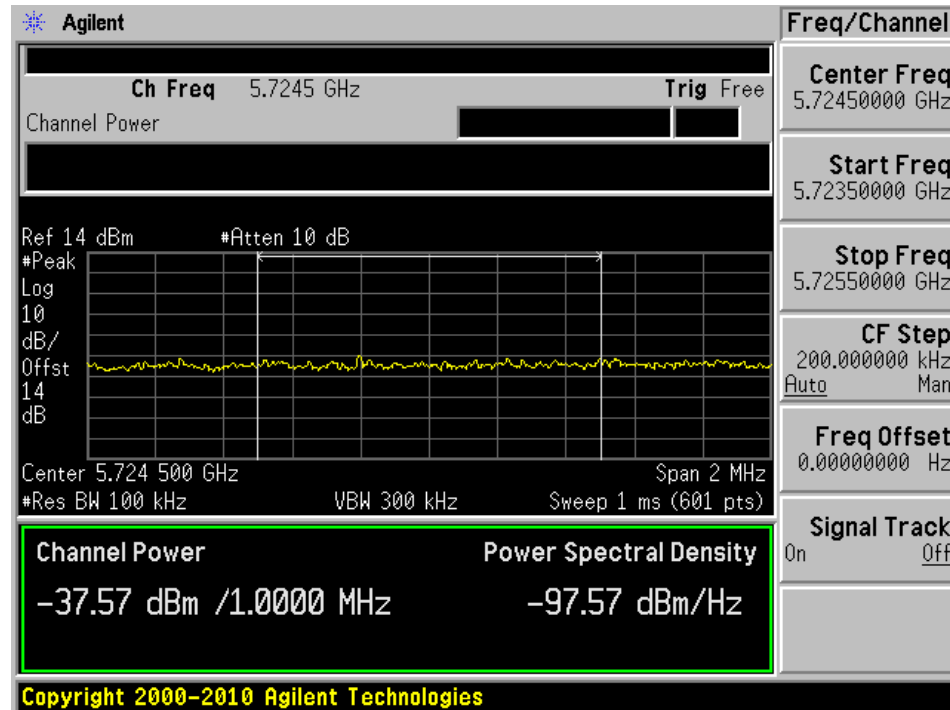 Agilent
Freq/Channel
Ch Freq 5.7245 GHz Trig Free
Channel Power
Center Freq
5.72450000 GHz
Start Freq
5.72350000 GHz
Stop Freq
5.72550000 GHz
CF Step
200.000000 kHz
Auto Man
Freq Offset
0.00000000 Hz
Signal Track
On Off
Ref 14 dBm #Atten 10 dB
#Peak
Log
10
dB/
Offst
14
dB
Center 5.724 500 GHz Span 2 MHz
#Res BW 100 kHz VBW 300 kHz Sweep 1 ms (601 pts)
Channel Power Power Spectral Density
-37.57 dBm /1.0000 MHz -97.57 dBm/Hz
Copyright 2000-2010 Agilent Technologies